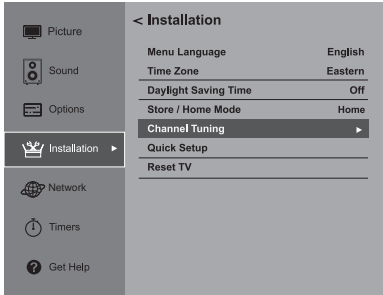 Picture
Sound
Options
Installation
Network
Timers
Get Help
< Installation
Menu Language English
Time Zone Eastern
Daylight Saving Time Off
Store / Home Mode Home
Channel Tuning
Quick Setup
Reset TV